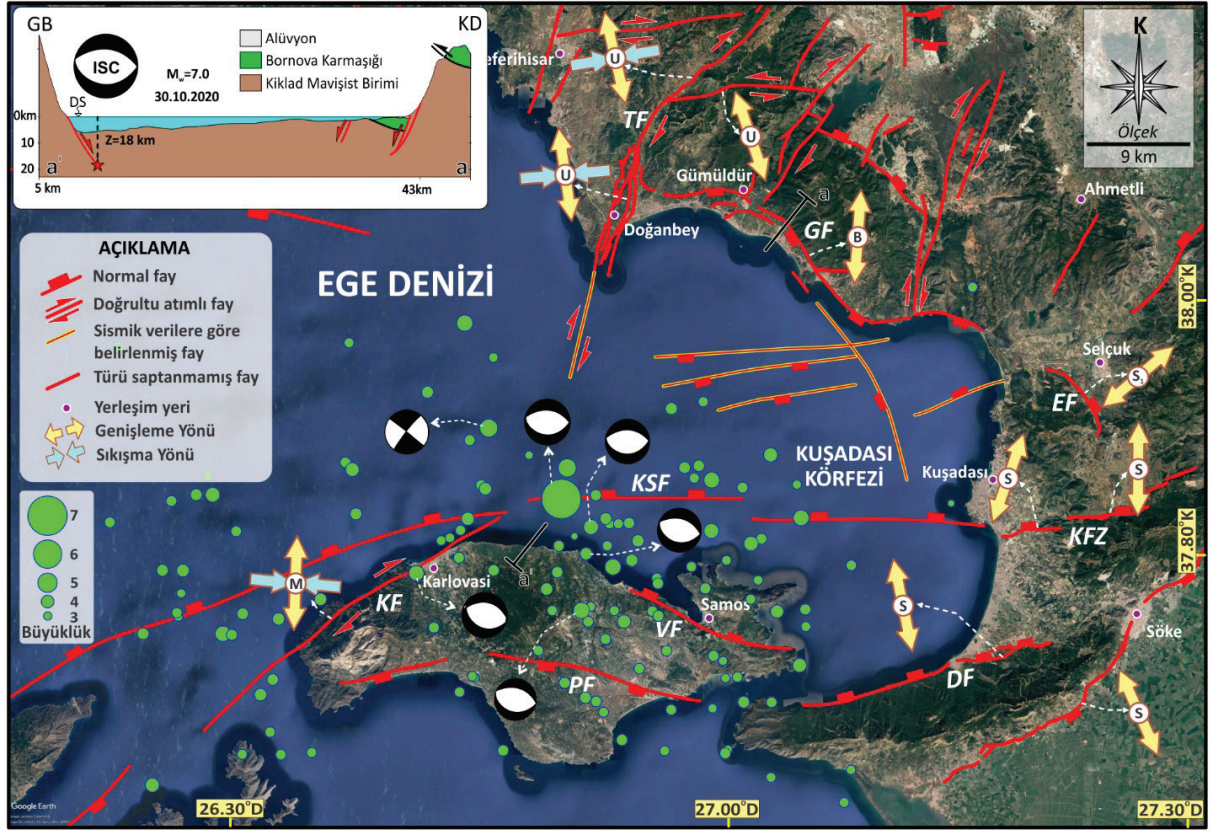 GB
KD
ISC
Mw=7.0
30.10.2020
Alüvyon
Bornova Karmaşığı
Kiklad Mavişist Birimi
DS
0km
10
20
Z=18 km
a'
a
5 km
43km
K
Ölçek
9 km
eferihisar
U
TF
U
U
Gümüldür
a
Doğanbey
GF
B
Ahmetli
AÇIKLAMA
Normal fay
Doğrultu atımlı fay
Sismik verilere göre
belirlenmiş fay
Türü saptanmamış fay
Yerleşim yeri
Genişleme Yönü
Sıkışma Yönü
EGE DENİZİ
38.00°K
Selçuk
S1
EF
KUŞADASI
KÖRFEZİ
Kuşadası
S
S
KSF
KFZ
37.80°K
7
6
5
4
3
Büyüklük
M
Karlovasi
a
KF
Samos
VF
S
Söke
PF
DF
S
Google Earth
26.30°D
27.00°D
27.30°D